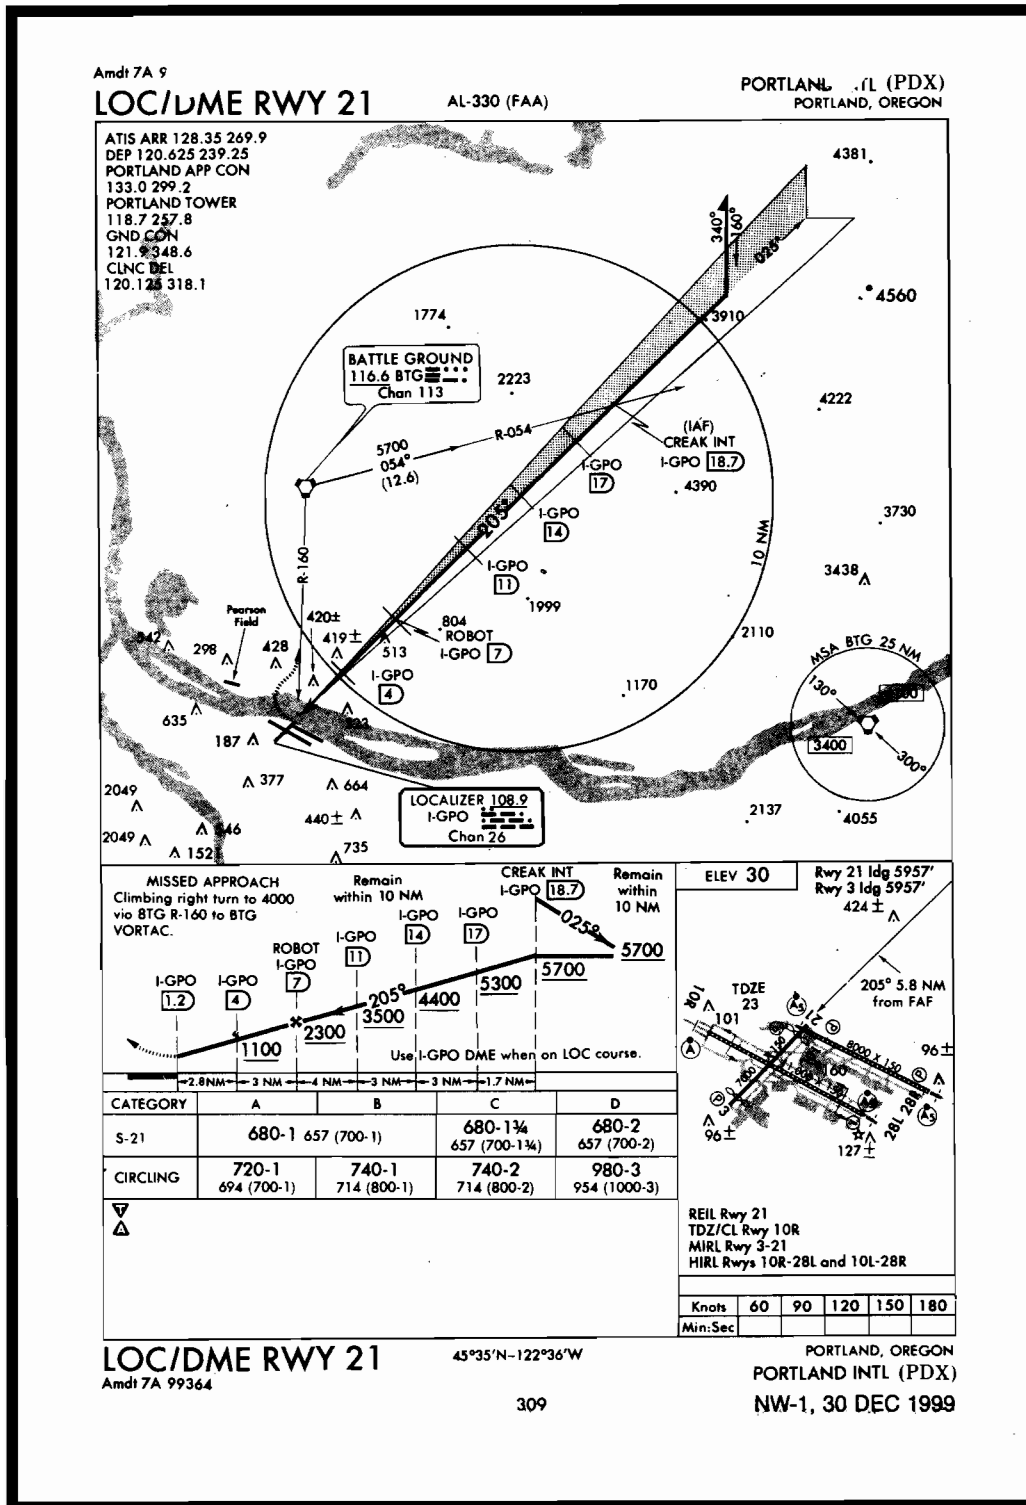 Amdt 7A 9
LOC/DME RWY 21
AL-330 (FAA)
PORTLAND (PDX)
PORTLAND, OREGON
ATIS ARR 128.35 269.9
DEP 120.625 239.25
PORTLAND APP CON
133.0 299.2
PORTLAND TOWER
118.7 257.8
GND CON
121.9 348.6
CLNC DEL
120.125 318.1
4381
340°
160°
025°
4560
3910
1774
BATTLE GROUND
116.6 BTG
Chan 113
2223
4222
5700
054°
(12.6)
R-054
(IAF)
CREAK INT
I-GPO 18.7
I-GPO
17
4390
205°
I-GPO
14
3730
10 NM
R-160
I-GPO
11
3438
1999
Pearson
Field
420±
804
ROBOT
I-GPO 7
419±
513
2110
298
428
MSA BTG 25 NM
130°
I-GPO
4
1170
635
187
3400
300°
377
664
LOCALIZER 108.9
I-GPO
Chan 26
2049
440±
2137
4055
2049
152
735
MISSED APPROACH
Climbing right turn to 4000
via BTG R-160 to BTG
VORTAC.
Remain
within 10 NM
CREAK INT
I-GPO 18.7
Remain
within
10 NM
025°
5700
I-GPO
17
I-GPO
14
I-GPO
11
ROBOT
I-GPO
7
I-GPO
4
I-GPO
1.2
205°
5700
5300
4400
3500
2300
1100
Use I-GPO DME when on LOC course.
2.8NM 3 NM 4 NM 3 NM 3 NM 1.7 NM
ELEV 30
Rwy 21 ldg 5957'
Rwy 3 ldg 5957'
424±
205° 5.8 NM
from FAF
TDZE
23
10R
101
21
8000 X 150
96±
7000
X 150
3
28L
28R
96±
127±
CATEGORY A B C D
S-21 680-1 657 (700-1) 680-1¾ 657 (700-1¾) 680-2 657 (700-2)
CIRCLING 720-1 694 (700-1) 740-1 714 (800-1) 740-2 714 (800-2) 980-3 954 (1000-3)
T
A
REIL Rwy 21
TDZ/CL Rwy 10R
MIRL Rwy 3-21
HIRL Rwys 10R-28L and 10L-28R
Knots 60 90 120 150 180
Min:Sec
LOC/DME RWY 21
Amdt 7A 99364
45°35'N-122°36'W
PORTLAND, OREGON
PORTLAND INTL (PDX)
309
NW-1, 30 DEC 1999